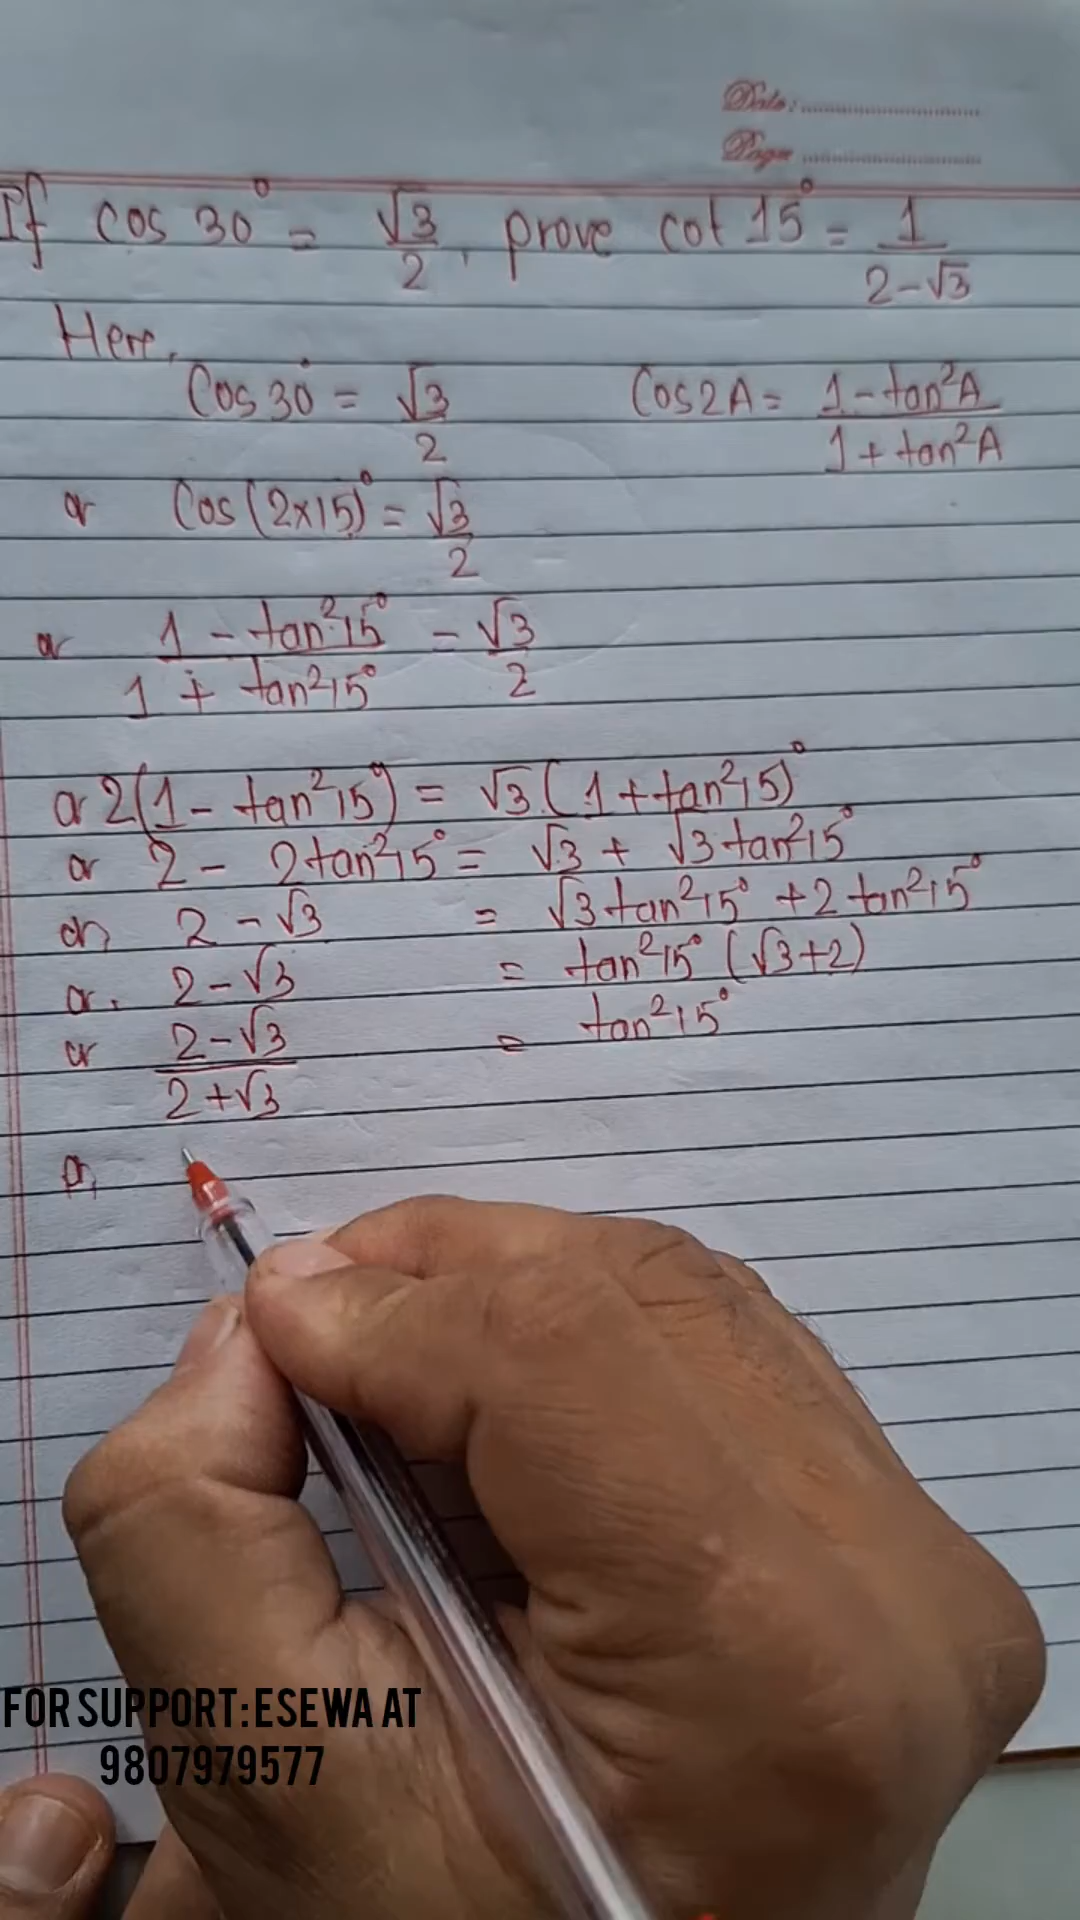 Date:
Page
If cos 30° = √3/2, prove cot 15° = 1/(2-√3)
Here,
Cos 30° = √3/2
Cos2A = (1-tan²A)/(1+tan²A)
or Cos(2×15)° = √3/2
or (1 - tan²15°)/(1 + tan²15°) = √3/2
or 2(1 - tan²15°) = √3(1+tan²15)°
or 2 - 2tan²15° = √3 + √3 tan²15°
or, 2 - √3 = √3 tan²15° + 2 tan²15°
or. 2-√3 = tan²15° (√3+2)
or (2-√3)/(2+√3) = tan²15°
or
FOR SUPPORT: ESEWA AT
9807979577